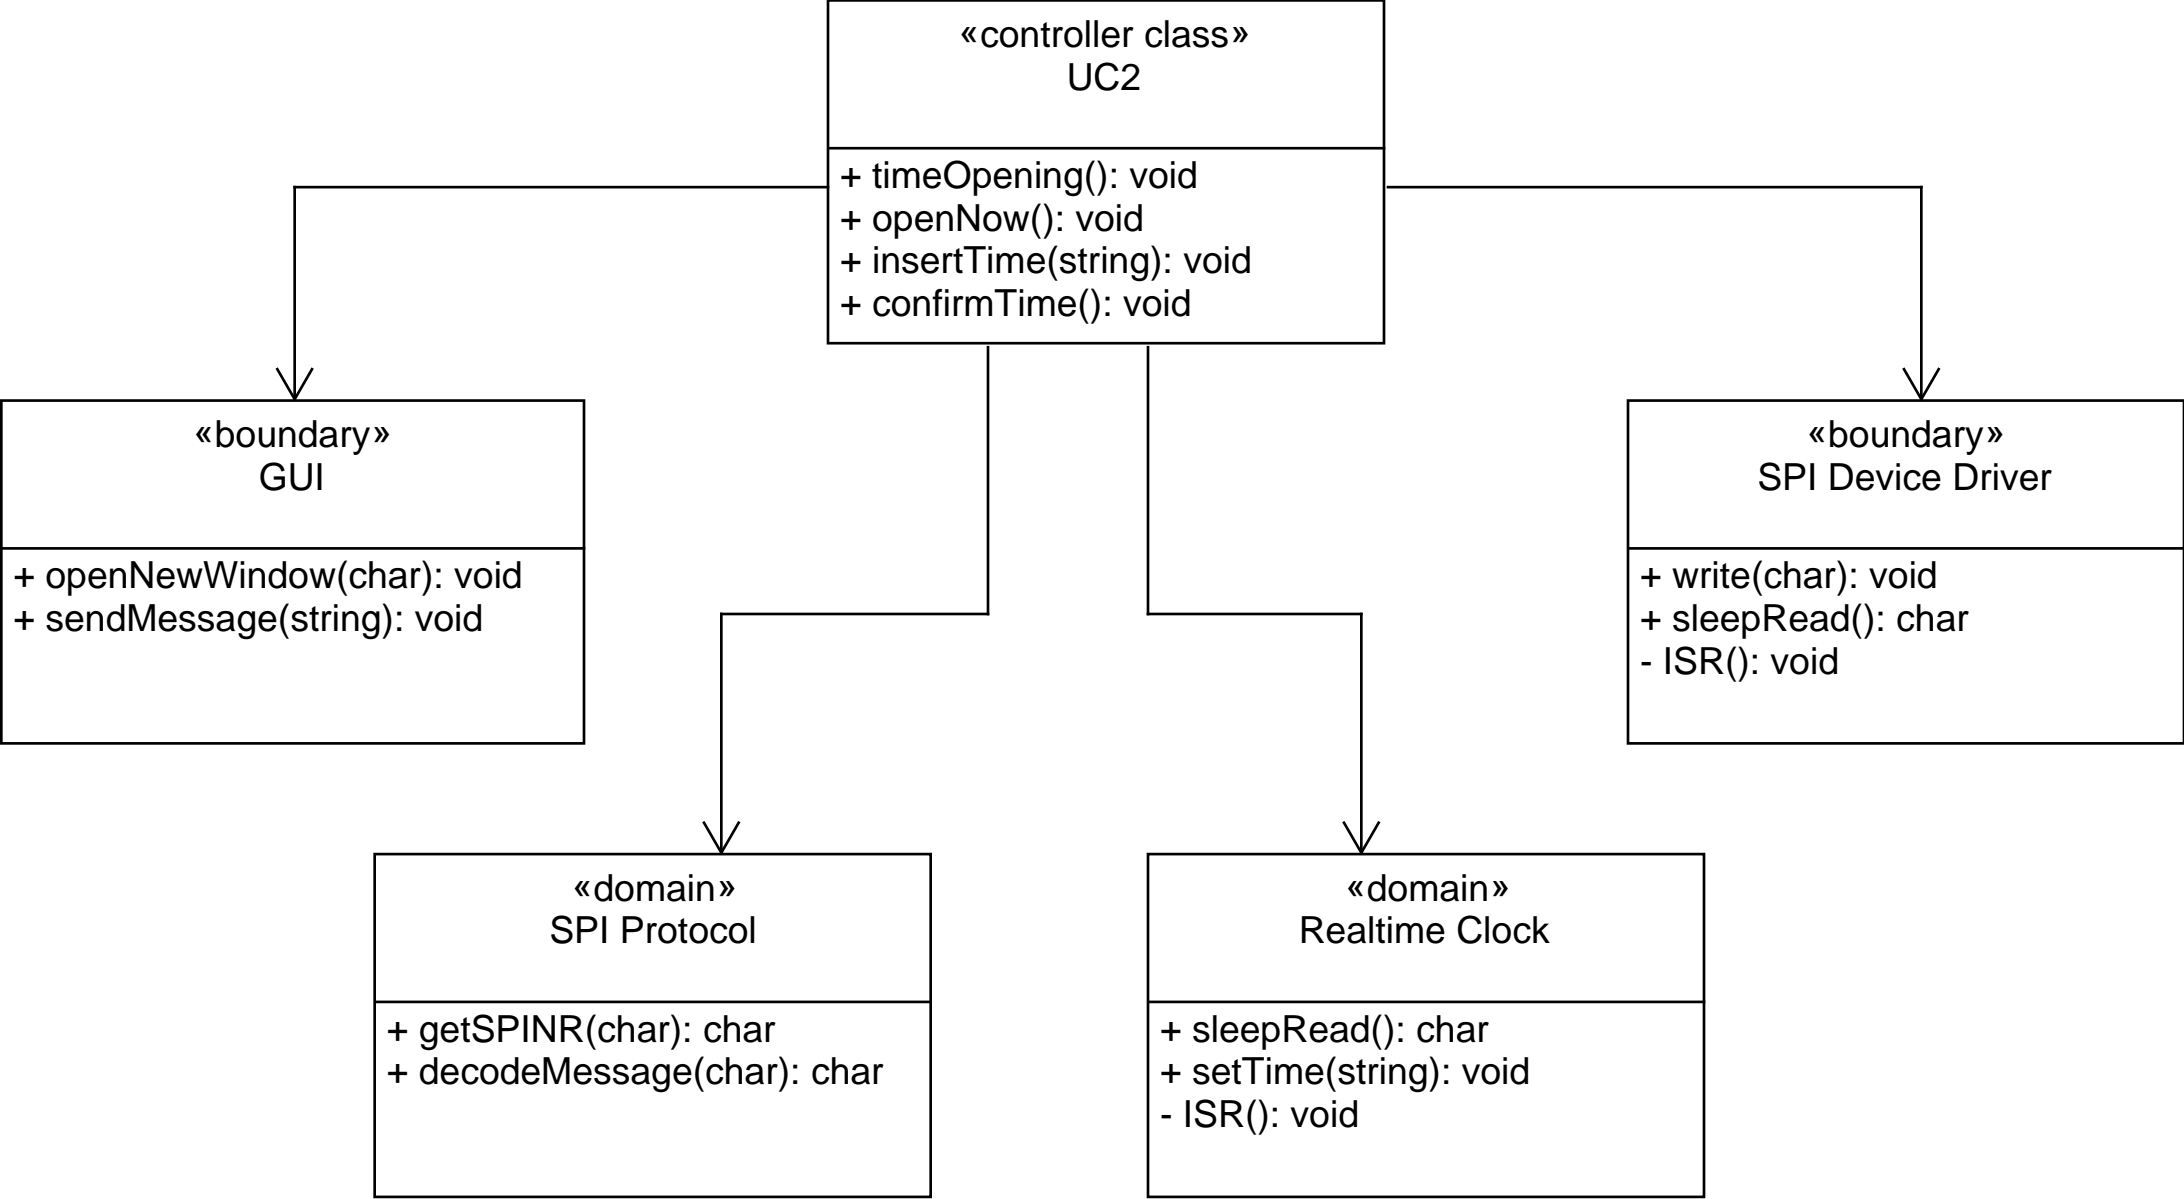 «controller class»
UC2
+ timeOpening(): void
+ openNow(): void
+ insertTime(string): void
+ confirmTime(): void
«boundary»
GUI
+ openNewWindow(char): void
+ sendMessage(string): void
«boundary»
SPI Device Driver
+ write(char): void
+ sleepRead(): char
- ISR(): void
«domain»
SPI Protocol
+ getSPINR(char): char
+ decodeMessage(char): char
«domain»
Realtime Clock
+ sleepRead(): char
+ setTime(string): void
- ISR(): void